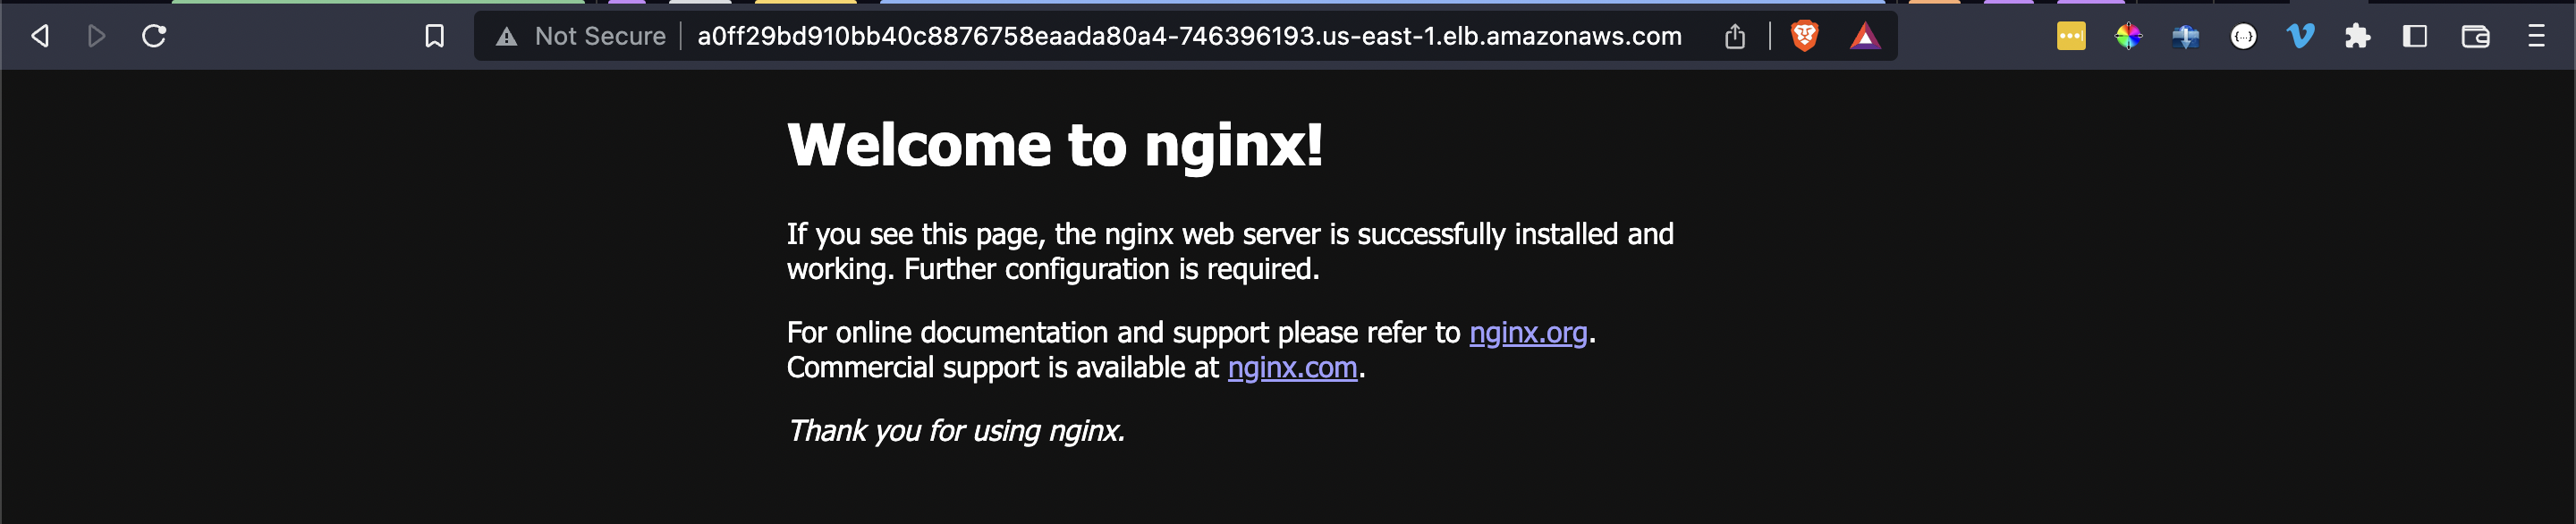 Not Secure
a0ff29bd910bb40c8876758eaada80a4-746396193.us-east-1.elb.amazonaws.com
Welcome to nginx!
If you see this page, the nginx web server is successfully installed and
working. Further configuration is required.
For online documentation and support please refer to nginx.org.
Commercial support is available at nginx.com.
Thank you for using nginx.